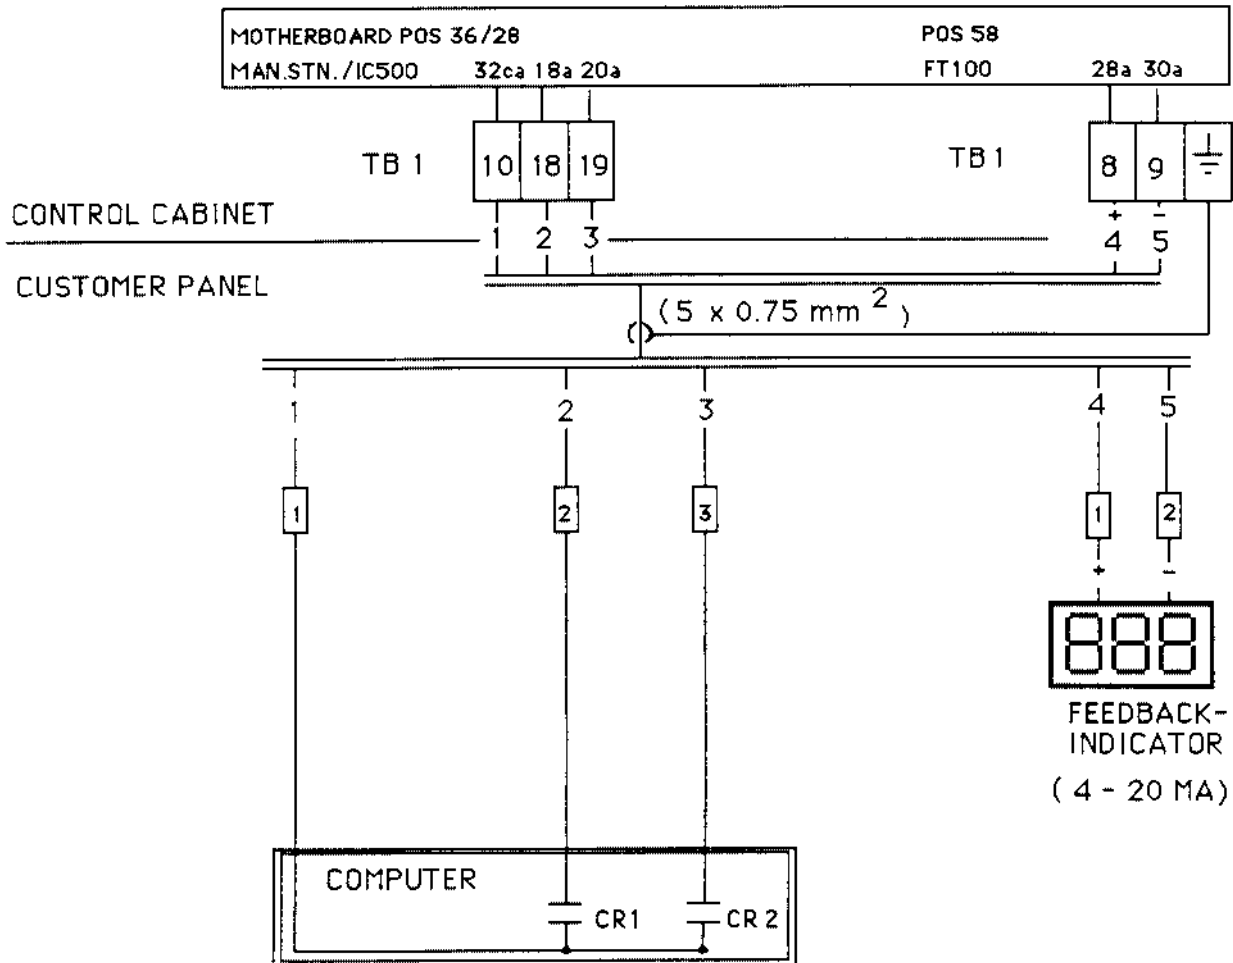 MOTHERBOARD POS 36/28 POS 58
MAN.STN./IC500 32ca 18a 20a FT100 28a 30a
TB 1 10 18 19 TB 1 8 9
+ -
CONTROL CABINET
1 2 3 4 5
CUSTOMER PANEL
(5 x 0.75 mm 2)
1 2 3 4 5
1 2 3 1 2
+ -
888
FEEDBACK-
INDICATOR
(4 - 20 MA)
COMPUTER
CR1 CR2